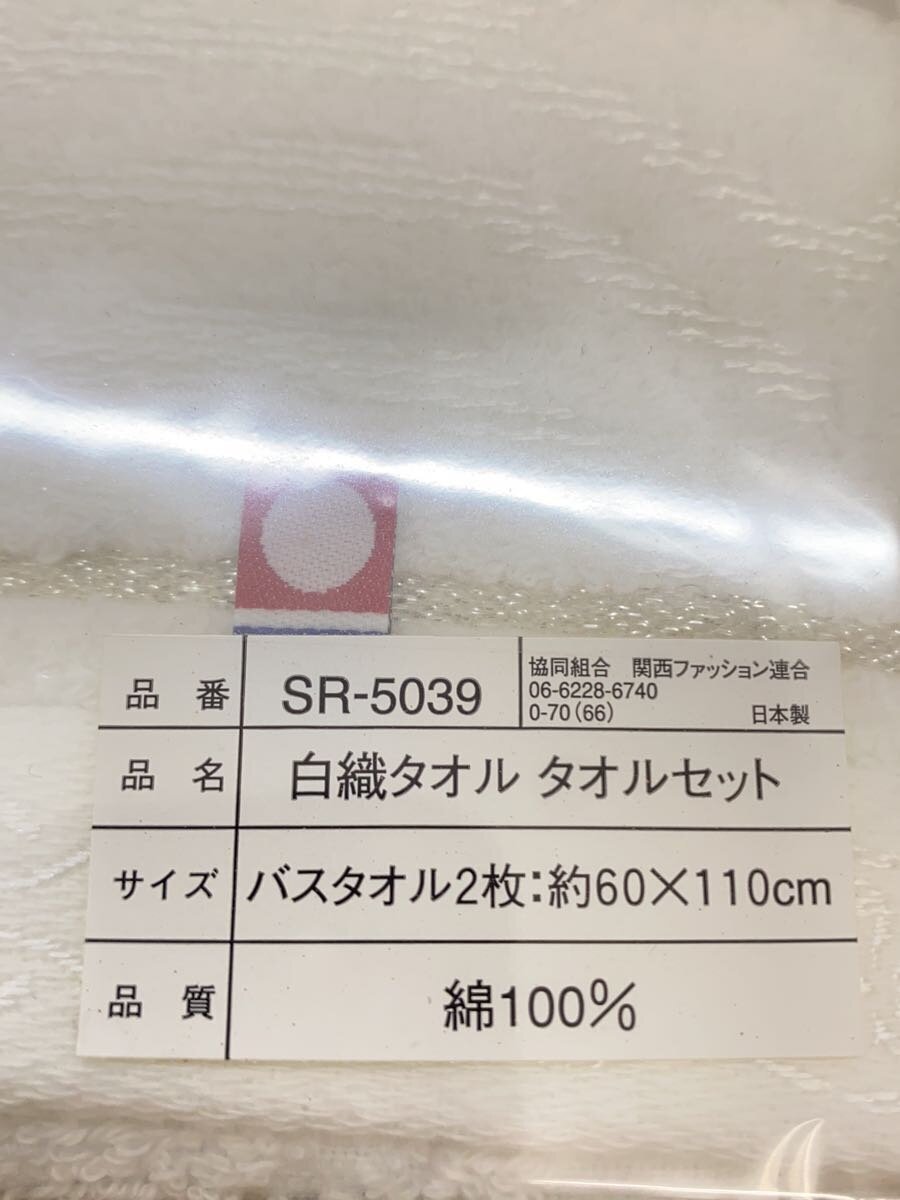 品 番 SR-5039
協同組合 関西ファッション連合
06-6228-6740
0-70(66) 日本製
品 名 白織タオル タオルセット
サイズ バスタオル2枚:約60×110cm
品 質 綿100%